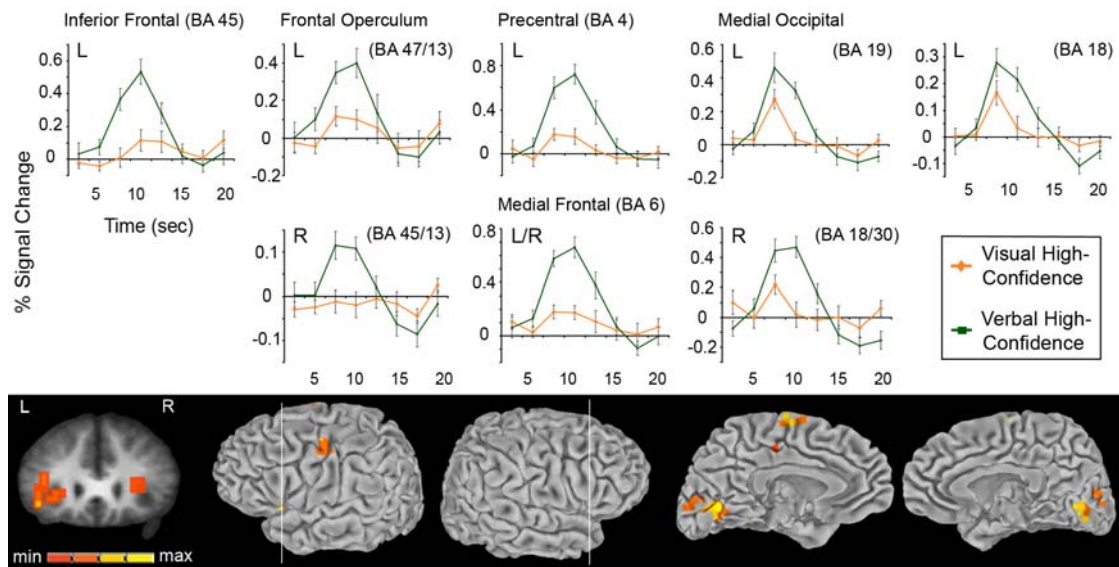 Inferior Frontal (BA 45)
Frontal Operculum
Precentral (BA 4)
Medial Occipital
L
L (BA 47/13)
L
L (BA 19)
L (BA 18)
0.6
0.4
0.2
0
0.4
0.2
0
-0.2
0.8
0.4
0
0.6
0.4
0.2
0
-0.2
0.3
0.2
0.1
0
-0.1
5 10 15 20
Time (sec)
% Signal Change
Medial Frontal (BA 6)
R (BA 45/13)
L/R
R (BA 18/30)
0.1
0
-0.1
0.8
0.4
0
0.6
0.4
0.2
0
-0.2
5 10 15 20
5 10 15 20
5 10 15 20
5 10 15 20
Visual High-
Confidence
Verbal High-
Confidence
L R
min max